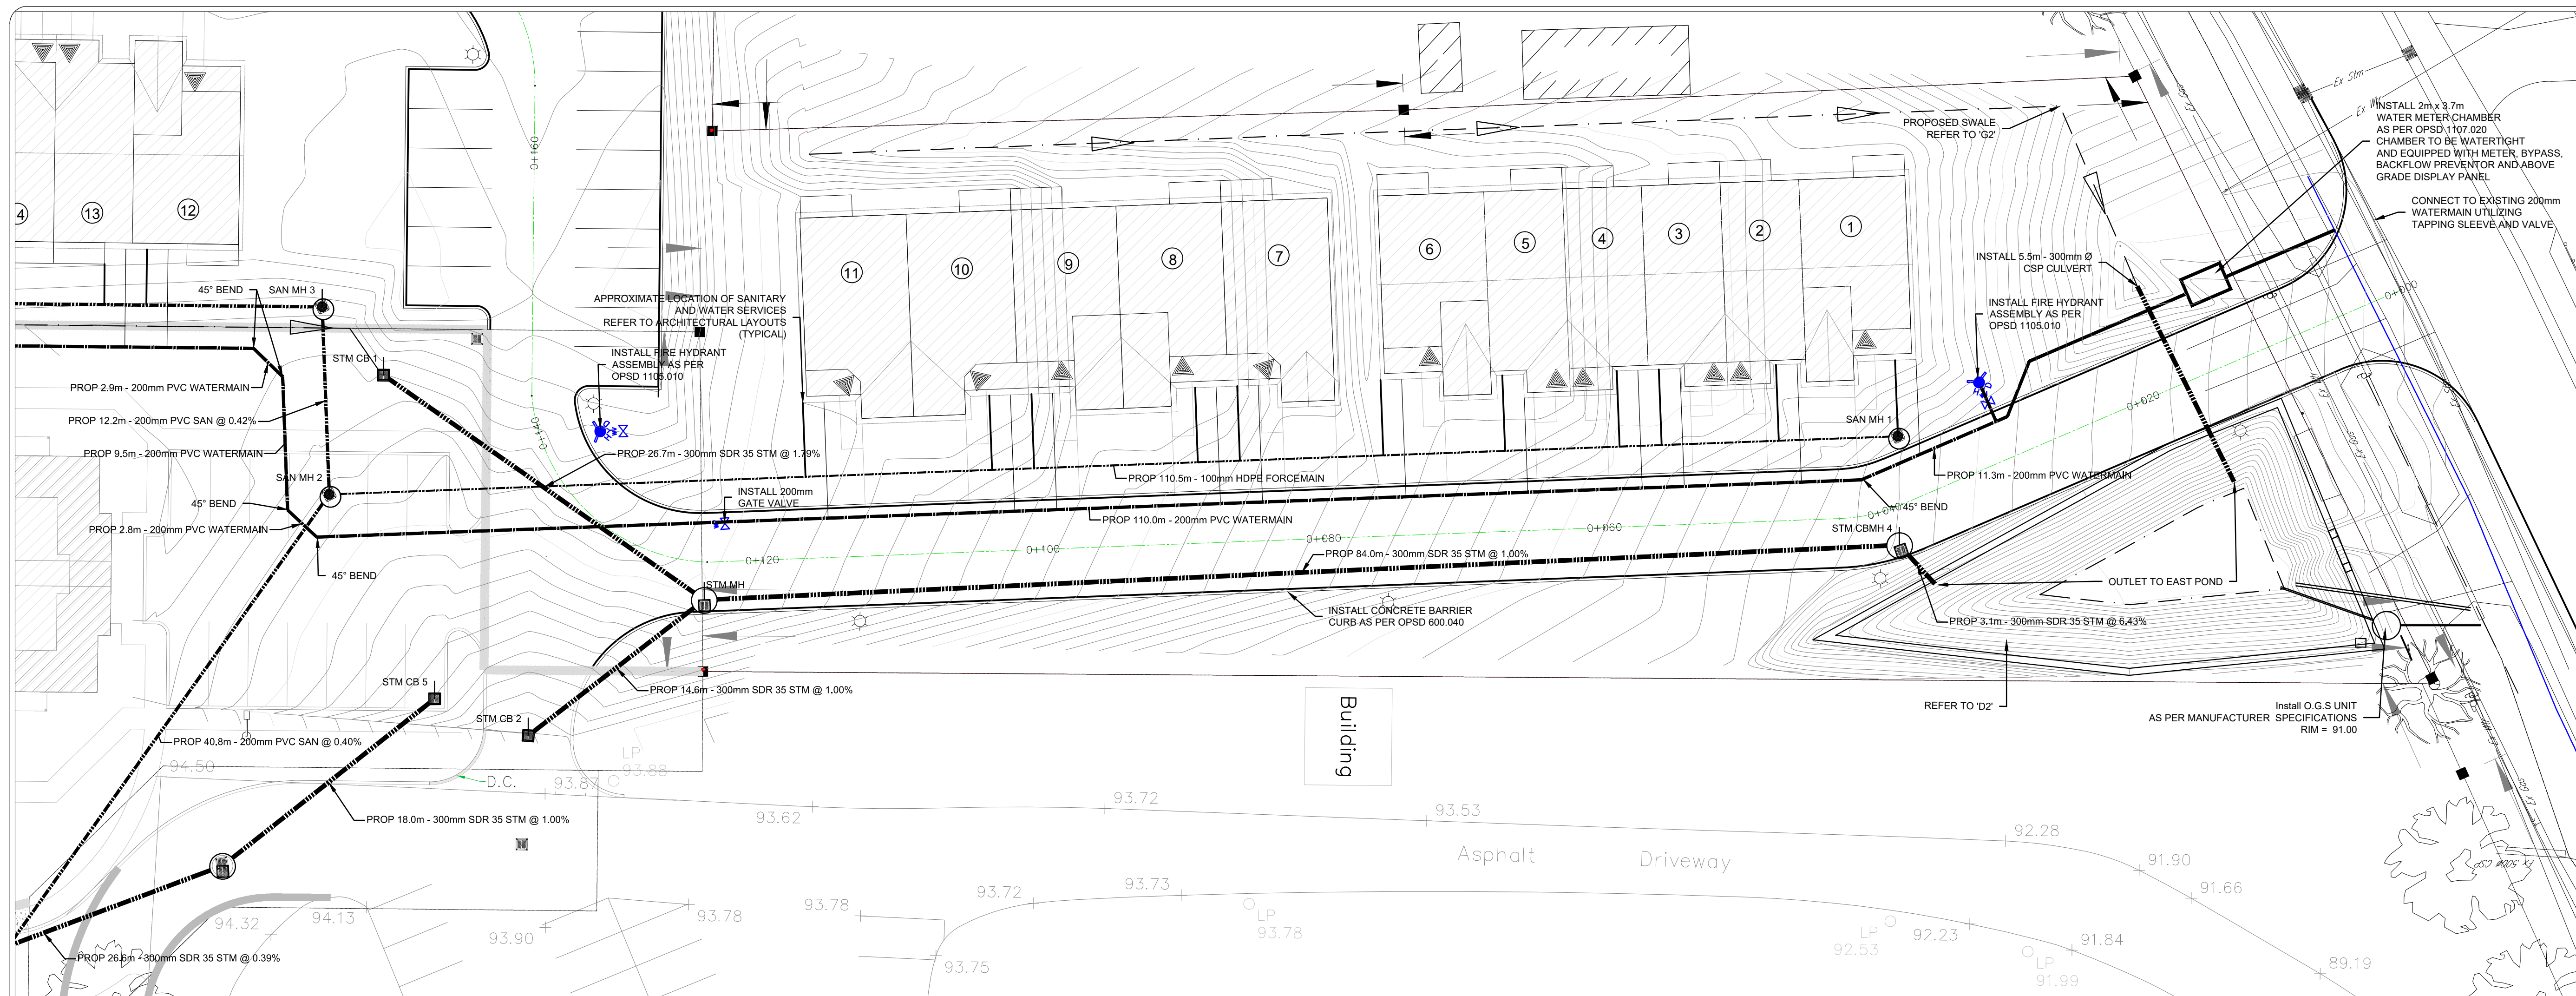 Ex Stm
Ex Wtr
INSTALL 2m x 3.7m
WATER METER CHAMBER
AS PER OPSD 1107.020
CHAMBER TO BE WATERTIGHT
AND EQUIPPED WITH METER, BYPASS,
BACKFLOW PREVENTOR AND ABOVE
GRADE DISPLAY PANEL
CONNECT TO EXISTING 200mm
WATERMAIN UTILIZING
TAPPING SLEEVE AND VALVE
PROPOSED SWALE
REFER TO 'G2'
Ex Gas
0+160
4
13
12
11
10
9
8
7
6
5
4
3
2
1
INSTALL 5.5m - 300mm Ø
CSP CULVERT
INSTALL FIRE HYDRANT
ASSEMBLY AS PER
OPSD 1105.010
45° BEND
SAN MH 3
APPROXIMATE LOCATION OF SANITARY
AND WATER SERVICES
REFER TO ARCHITECTURAL LAYOUTS
(TYPICAL)
INSTALL FIRE HYDRANT
ASSEMBLY AS PER
OPSD 1105.010
STM CB 1
PROP 2.9m - 200mm PVC WATERMAIN
PROP 12.2m - 200mm PVC SAN @ 0.42%
PROP 9.5m - 200mm PVC WATERMAIN
SAN MH 2
45° BEND
PROP 2.8m - 200mm PVC WATERMAIN
45° BEND
0+140
PROP 26.7m - 300mm SDR 35 STM @ 1.79%
INSTALL 200mm
GATE VALVE
PROP 110.5m - 100mm HDPE FORCEMAIN
PROP 110.0m - 200mm PVC WATERMAIN
SAN MH 1
PROP 11.3m - 200mm PVC WATERMAIN
45° BEND
STM CBMH 4
0+000
0+020
0+040
0+060
0+080
0+100
0+120
PROP 84.0m - 300mm SDR 35 STM @ 1.00%
STM MH
INSTALL CONCRETE BARRIER
CURB AS PER OPSD 600.040
OUTLET TO EAST POND
PROP 3.1m - 300mm SDR 35 STM @ 6.43%
REFER TO 'D2'
Install O.G.S UNIT
AS PER MANUFACTURER SPECIFICATIONS
RIM = 91.00
Ex Gas
Ex Gas
Ex Gas
PROP 14.6m - 300mm SDR 35 STM @ 1.00%
STM CB 5
STM CB 2
PROP 40.8m - 200mm PVC SAN @ 0.40%
PROP 18.0m - 300mm SDR 35 STM @ 1.00%
PROP 26.6m - 300mm SDR 35 STM @ 0.39%
Building
LP
93.88
94.50
D.C.
93.87
93.62
93.72
93.53
92.28
91.90
91.66
Asphalt
Driveway
Ex 500ø CSP
94.32
94.13
93.90
93.78
93.78
93.72
93.73
93.75
LP
93.78
LP
92.53
92.23
91.84
LP
91.99
89.19